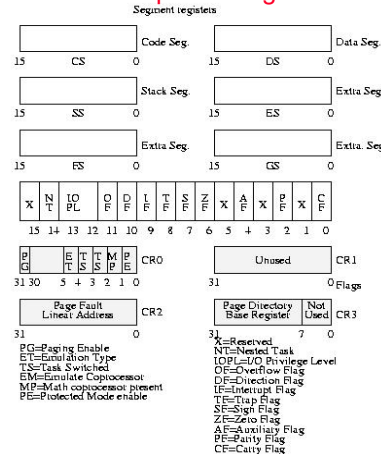 Segment registers
Code Seg. Data Seg.
15 CS 0 15 DS 0
Stack Seg. Extra Seg
15 SS 0 15 ES 0
Extra Seg. Extra. Seg
15 FS 0 15 GS 0
X NT IOPL OF DF IF TF SF ZF X AF X PF X CF
15 14 13 12 11 10 9 8 7 6 5 4 3 2 1 0
PG ET TS TS MP PE CR0 Unused CR1
31 30 5 4 3 2 1 0 31 0 Flags
Page Fault Linear Address CR2 Page Directory Base Register Not Used CR3
31 0 31 7 0
PG=Paging Enable
ET=Emulation Type
TS=Task Switched
EM=Emulate Coprocessor
MP=Math coprocessor present
PE=Protected Mode enable
X=Reserved
NT=Nested Task
IOPL=I/O Privilege Level
OF=Overflow Flag
DF=Direction Flag
IF=Interrupt Flag
TF=Trap Flag
SF=Sign Flag
ZF=Zero Flag
AF=Auxiliary Flag
PF=Parity Flag
CF=Carry Flag